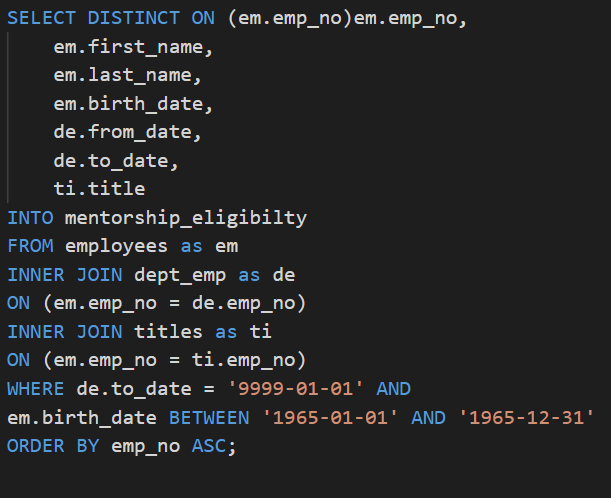 SELECT DISTINCT ON (em.emp_no)em.emp_no,
    em.first_name,
    em.last_name,
    em.birth_date,
    de.from_date,
    de.to_date,
    ti.title
INTO mentorship_eligibilty
FROM employees as em
INNER JOIN dept_emp as de
ON (em.emp_no = de.emp_no)
INNER JOIN titles as ti
ON (em.emp_no = ti.emp_no)
WHERE de.to_date = '9999-01-01' AND
em.birth_date BETWEEN '1965-01-01' AND '1965-12-31'
ORDER BY emp_no ASC;